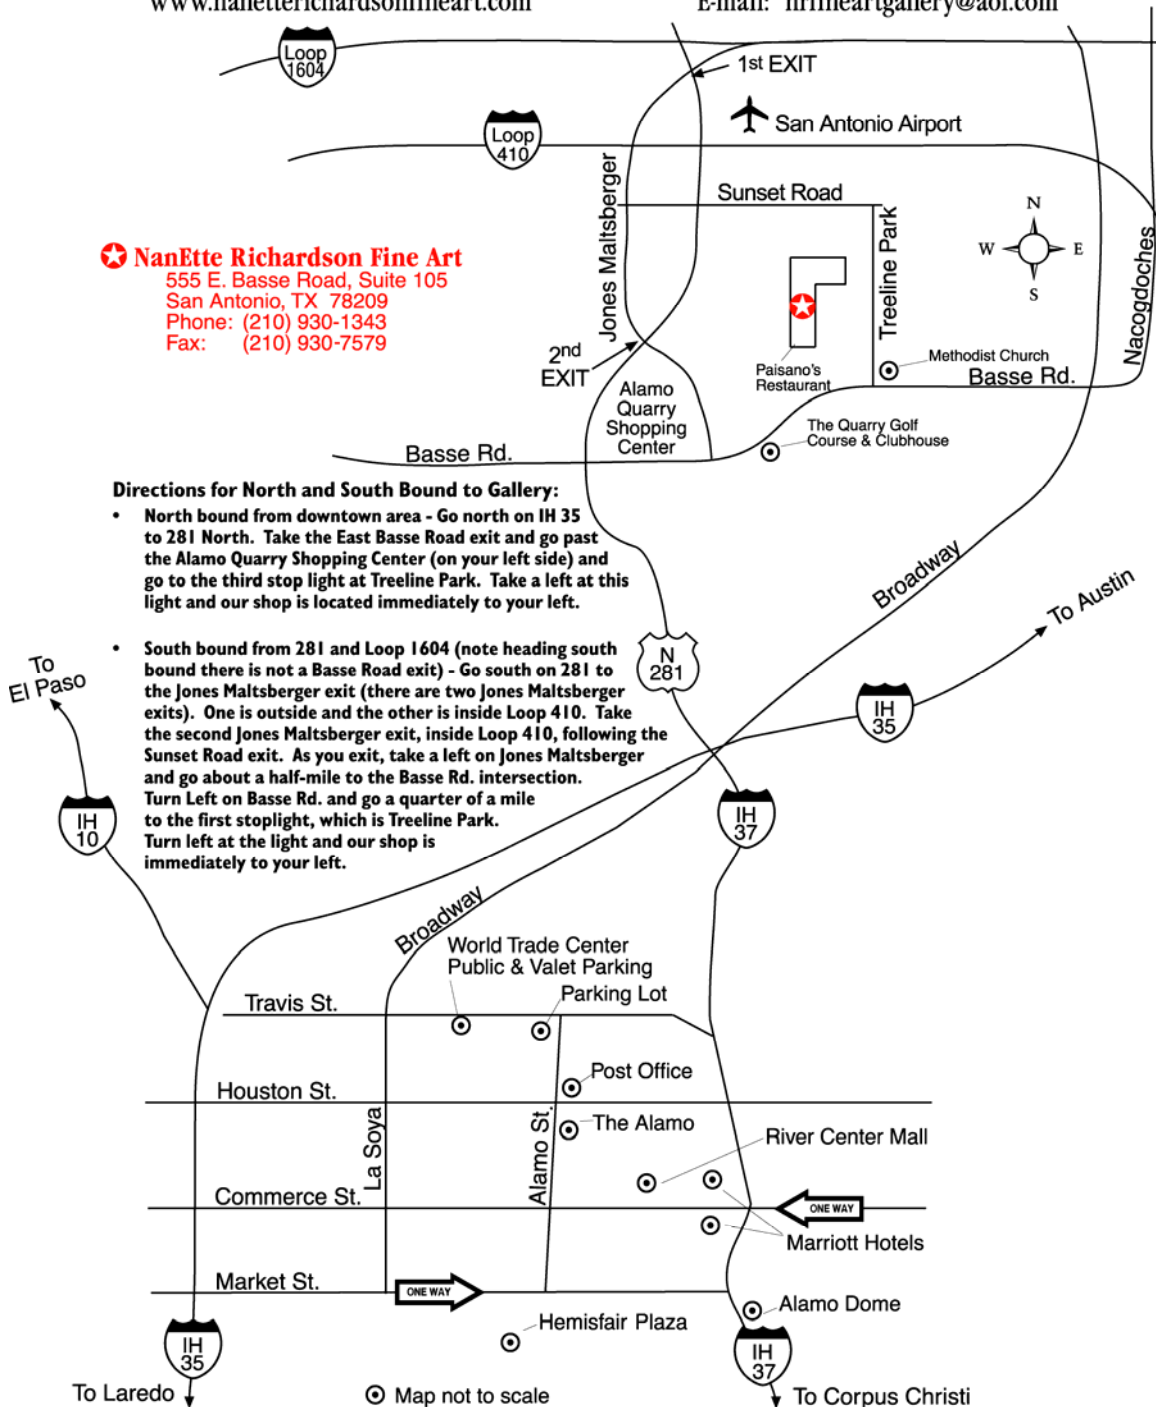 www.nanetterichardsonfineart.com
E-mail: nrfineartgallery@aol.com
Loop
1604
1st EXIT
San Antonio Airport
Loop
410
Jones Maltsberger
Sunset Road
Treeline Park
N
W E
S
Nacogdoches
NanEtte Richardson Fine Art
555 E. Basse Road, Suite 105
San Antonio, TX 78209
Phone: (210) 930-1343
Fax: (210) 930-7579
2nd
EXIT
Paisano's
Restaurant
Methodist Church
Basse Rd.
Alamo
Quarry
Shopping
Center
The Quarry Golf
Course & Clubhouse
Basse Rd.
Directions for North and South Bound to Gallery:
• North bound from downtown area - Go north on IH 35
to 281 North. Take the East Basse Road exit and go past
the Alamo Quarry Shopping Center (on your left side) and
go to the third stop light at Treeline Park. Take a left at this
light and our shop is located immediately to your left.
• South bound from 281 and Loop 1604 (note heading south
bound there is not a Basse Road exit) - Go south on 281 to
the Jones Maltsberger exit (there are two Jones Maltsberger
exits). One is outside and the other is inside Loop 410. Take
the second Jones Maltsberger exit, inside Loop 410, following the
Sunset Road exit. As you exit, take a left on Jones Maltsberger
and go about a half-mile to the Basse Rd. intersection.
Turn Left on Basse Rd. and go a quarter of a mile
to the first stoplight, which is Treeline Park.
Turn left at the light and our shop is
immediately to your left.
Broadway
To Austin
N
281
To
El Paso
IH
35
IH
10
IH
37
Broadway
World Trade Center
Public & Valet Parking
Parking Lot
Travis St.
Post Office
Houston St.
The Alamo
La Soya
Alamo St.
River Center Mall
Commerce St.
ONE WAY
Marriott Hotels
Market St.
ONE WAY
Alamo Dome
Hemisfair Plaza
IH
35
IH
37
To Laredo
Map not to scale
To Corpus Christi